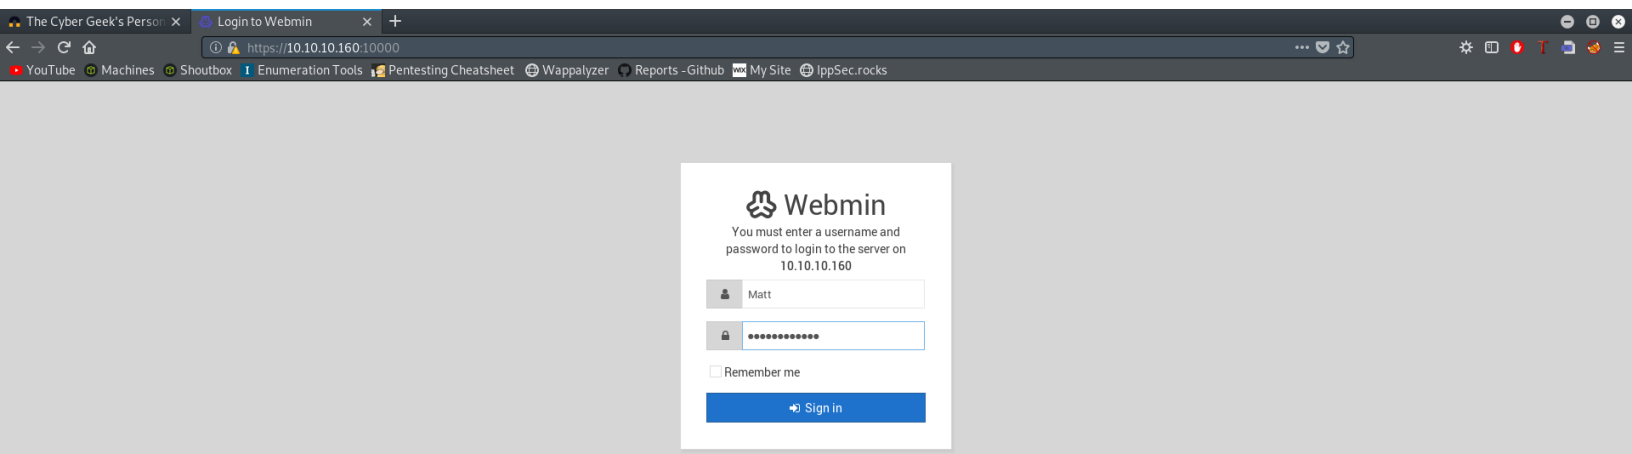 The Cyber Geek's Person
Login to Webmin
https://10.10.10.160:10000
YouTube Machines Shoutbox Enumeration Tools Pentesting Cheatsheet Wappalyzer Reports - Github WIX My Site IppSec.rocks
Webmin
You must enter a username and
password to login to the server on
10.10.10.160
Matt
••••••••••••
Remember me
Sign in